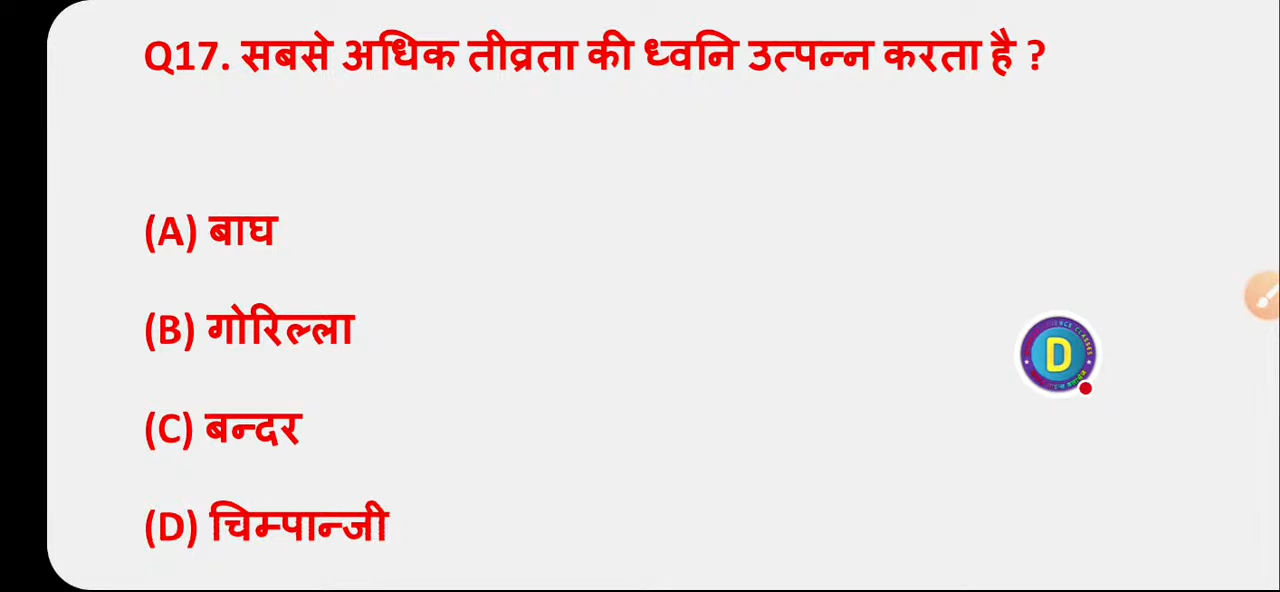 Q17. सबसे अधिक तीव्रता की ध्वनि उत्पन्न करता है ?
(A) बाघ
(B) गोरिल्ला
D
(C) बन्दर
(D) चिम्पान्जी